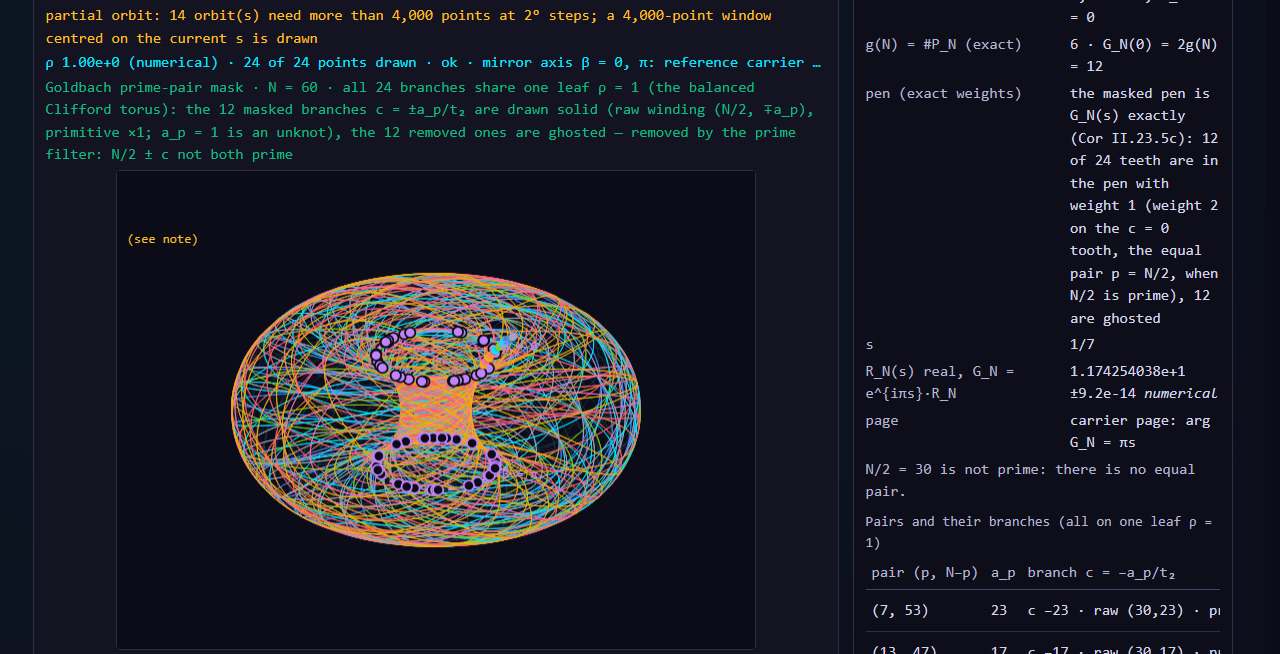 partial orbit: 14 orbit(s) need more than 4,000 points at 2° steps; a 4,000-point window
centred on the current s is drawn
ρ 1.00e+0 (numerical) · 24 of 24 points drawn · ok · mirror axis β = 0, π: reference carrier …
Goldbach prime-pair mask · N = 60 · all 24 branches share one leaf ρ = 1 (the balanced
Clifford torus): the 12 masked branches c = ±a_p/t₂ are drawn solid (raw winding (N/2, ∓a_p),
primitive ×1; a_p = 1 is an unknot), the 12 removed ones are ghosted — removed by the prime
filter: N/2 ± c not both prime
(see note)
= 0
g(N) = #P_N (exact)
6 · G_N(0) = 2g(N)
= 12
pen (exact weights)
the masked pen is
G_N(s) exactly
(Cor II.23.5c): 12
of 24 teeth are in
the pen with
weight 1 (weight 2
on the c = 0
tooth, the equal
pair p = N/2, when
N/2 is prime), 12
are ghosted
s
1/7
R_N(s) real, G_N =
e^{iπs}·R_N
1.174254038e+1
±9.2e-14 numerical
page
carrier page: arg
G_N = πs
N/2 = 30 is not prime: there is no equal
pair.
Pairs and their branches (all on one leaf ρ =
1)
pair (p, N−p) a_p branch c = −a_p/t₂
(7, 53) 23 c −23 · raw (30,23) ·
(13, 47) 17 c −17 · raw (30,17) ·